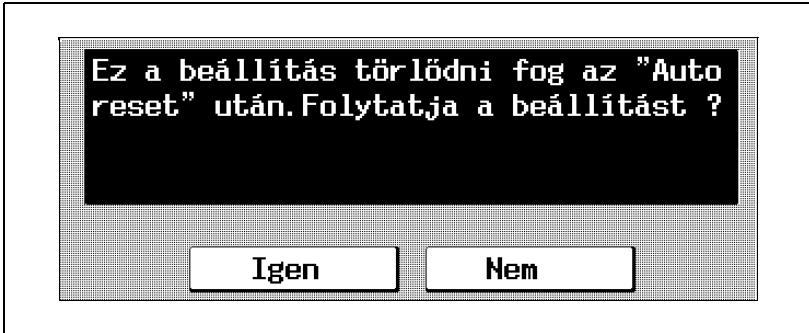 Ez a beállítás törlődni fog az ”Auto
reset” után.Folytatja a beállítást ?
Igen
Nem